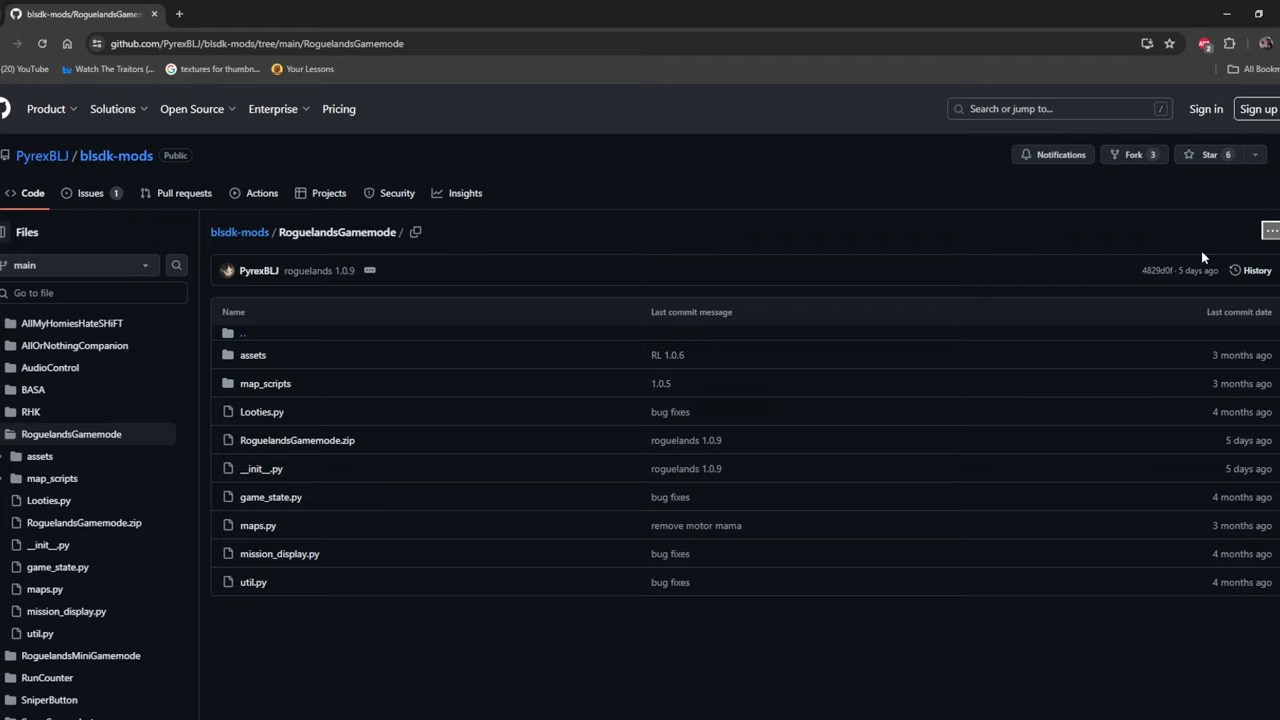 blsdk-mods/RoguelandsGame
github.com/PyrexBLJ/blsdk-mods/tree/main/RoguelandsGamemode
2
(20) YouTube
Watch The Traitors (...
textures for thumbn...
Your Lessons
All Bookm
Product
Solutions
Open Source
Enterprise
Pricing
Search or jump to...
/
Sign in
Sign up
PyrexBLJ / blsdk-mods
Public
Notifications
Fork 3
Star 6
Code
Issues 1
Pull requests
Actions
Projects
Security
Insights
Files
main
Go to file
AllMyHomiesHateSHiFT
AllOrNothingCompanion
AudioControl
BASA
RHK
RoguelandsGamemode
assets
map_scripts
Looties.py
RoguelandsGamemode.zip
__init__.py
game_state.py
maps.py
mission_display.py
util.py
RoguelandsMiniGamemode
RunCounter
SniperButton
blsdk-mods / RoguelandsGamemode /
PyrexBLJ roguelands 1.0.9
4829d0f · 5 days ago
History
Name Last commit message Last commit date
..
assets RL 1.0.6 3 months ago
map_scripts 1.0.5 3 months ago
Looties.py bug fixes 4 months ago
RoguelandsGamemode.zip roguelands 1.0.9 5 days ago
__init__.py roguelands 1.0.9 5 days ago
game_state.py bug fixes 4 months ago
maps.py remove motor mama 3 months ago
mission_display.py bug fixes 4 months ago
util.py bug fixes 4 months ago